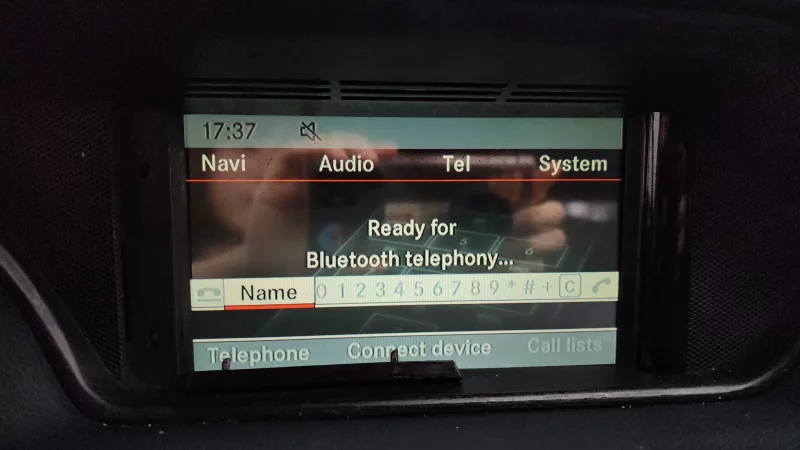 17:37
Navi Audio Tel System
Ready for
Bluetooth telephony...
Name 0 1 2 3 4 5 6 7 8 9 * # + C
Telephone Connect device Call lists